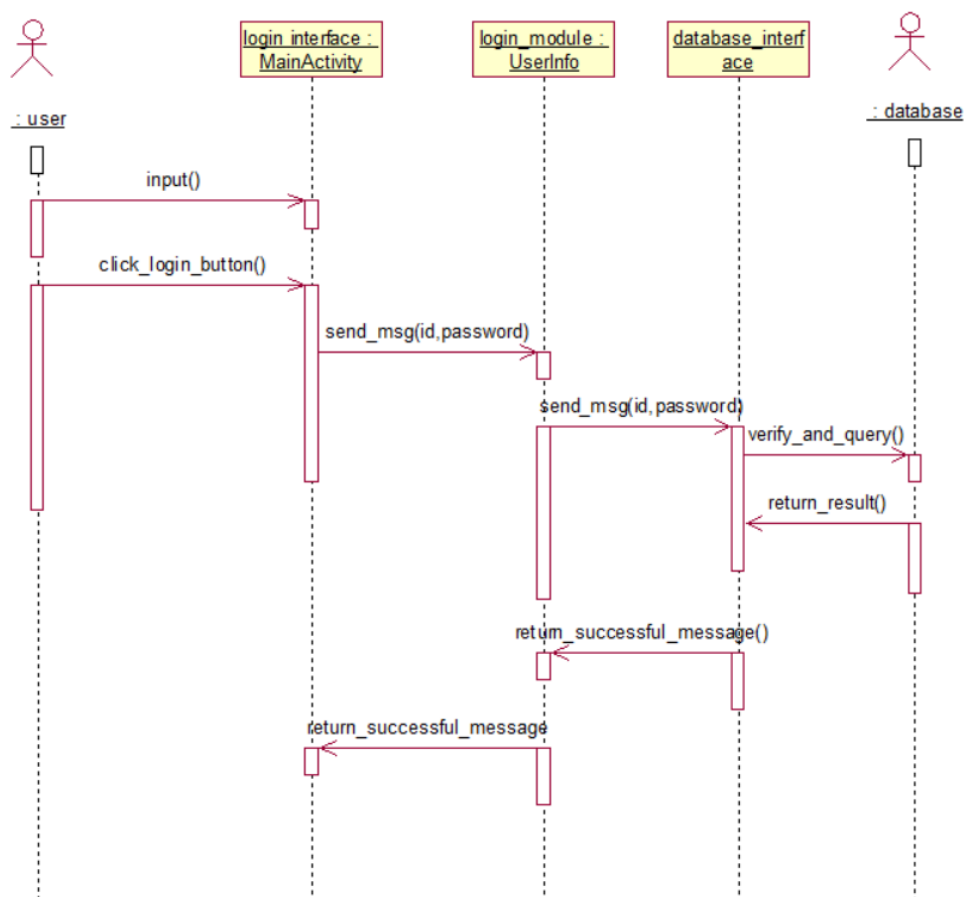 login interface :
MainActivity
login_module :
UserInfo
database_interf
ace
: user
: database
input()
click_login_button()
send_msg(id,password)
send_msg(id,password)
verify_and_query()
return_result()
return_successful_message()
return_successful_message